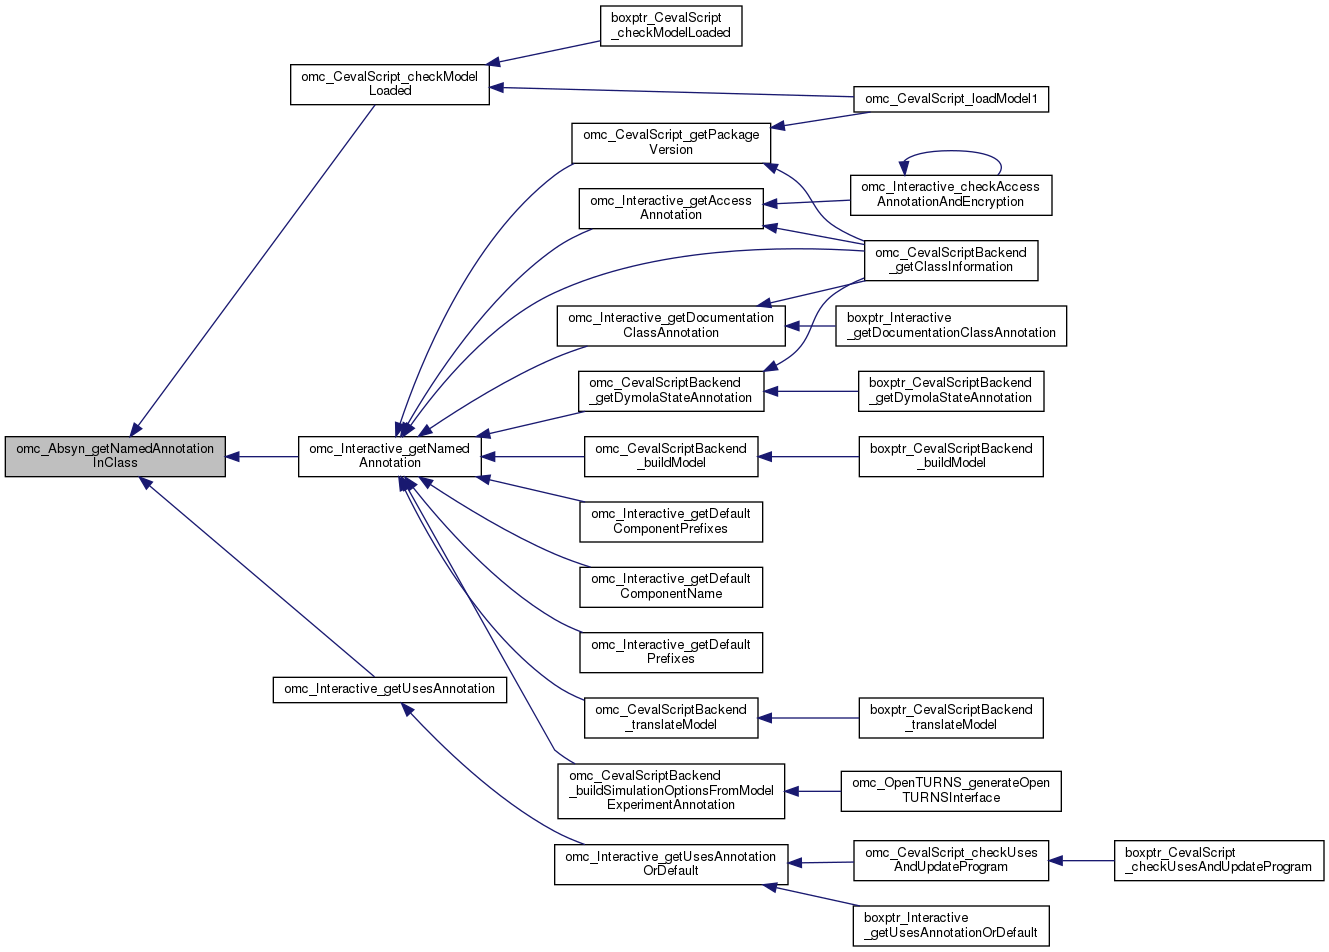 boxptr_CevalScript
_checkModelLoaded
omc_CevalScript_checkModel
Loaded
omc_CevalScript_loadModel1
omc_CevalScript_getPackage
Version
omc_Interactive_checkAccess
AnnotationAndEncryption
omc_Interactive_getAccess
Annotation
omc_CevalScriptBackend
_getClassInformation
omc_Interactive_getDocumentation
ClassAnnotation
boxptr_Interactive
_getDocumentationClassAnnotation
omc_CevalScriptBackend
_getDymolaStateAnnotation
boxptr_CevalScriptBackend
_getDymolaStateAnnotation
omc_Absyn_getNamedAnnotation
InClass
omc_Interactive_getNamed
Annotation
omc_CevalScriptBackend
_buildModel
boxptr_CevalScriptBackend
_buildModel
omc_Interactive_getDefault
ComponentPrefixes
omc_Interactive_getDefault
ComponentName
omc_Interactive_getDefault
Prefixes
omc_Interactive_getUsesAnnotation
omc_CevalScriptBackend
_translateModel
boxptr_CevalScriptBackend
_translateModel
omc_CevalScriptBackend
_buildSimulationOptionsFromModel
ExperimentAnnotation
omc_OpenTURNS_generateOpen
TURNSInterface
omc_Interactive_getUsesAnnotation
OrDefault
omc_CevalScript_checkUses
AndUpdateProgram
boxptr_CevalScript
_checkUsesAndUpdateProgram
boxptr_Interactive
_getUsesAnnotationOrDefault